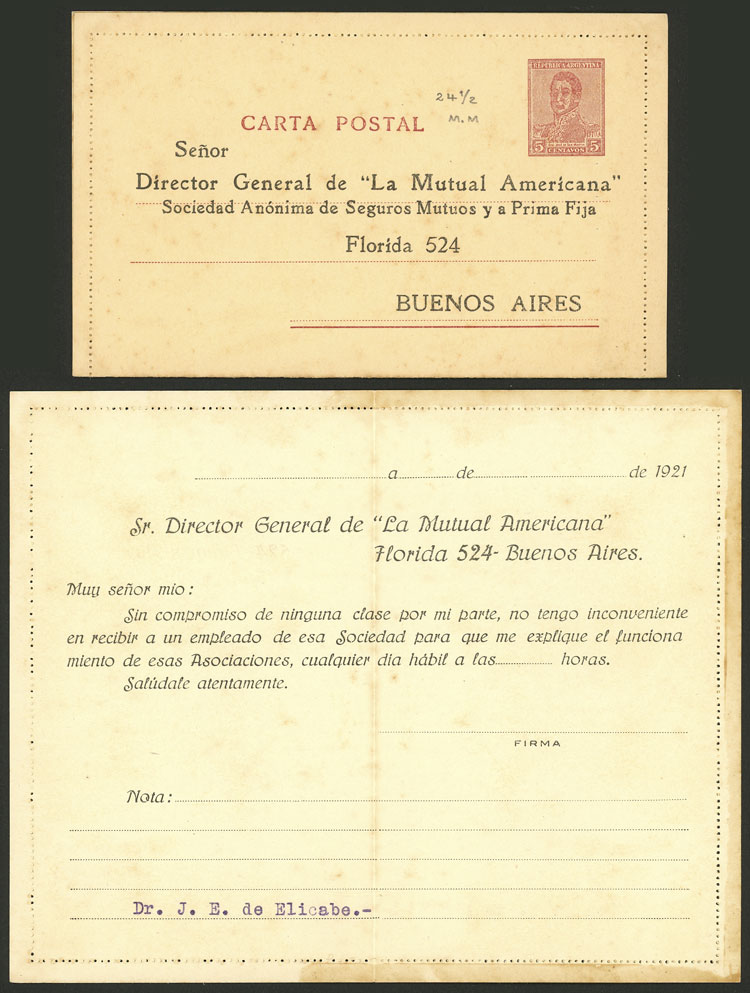 REPUBLICA ARGENTINA
5 CENTAVOS 5
24 1/2
M.M
CARTA POSTAL
Señor
Director General de "La Mutual Americana"
Sociedad Anónima de Seguros Mutuos y a Prima Fija
Florida 524
BUENOS AIRES
a de de 1921
Sr. Director General de "La Mutual Americana"
Florida 524- Buenos Aires.
Muy señor mio:
Sin compromiso de ninguna clase por mi parte, no tengo inconveniente
en recibir a un empleado de esa Sociedad para que me explique el funciona
miento de esas Asociaciones, cualquier dia hábil a las horas.
Salúdale atentamente.
FIRMA
Nota:
Dr. J. E. de Elicabe.-